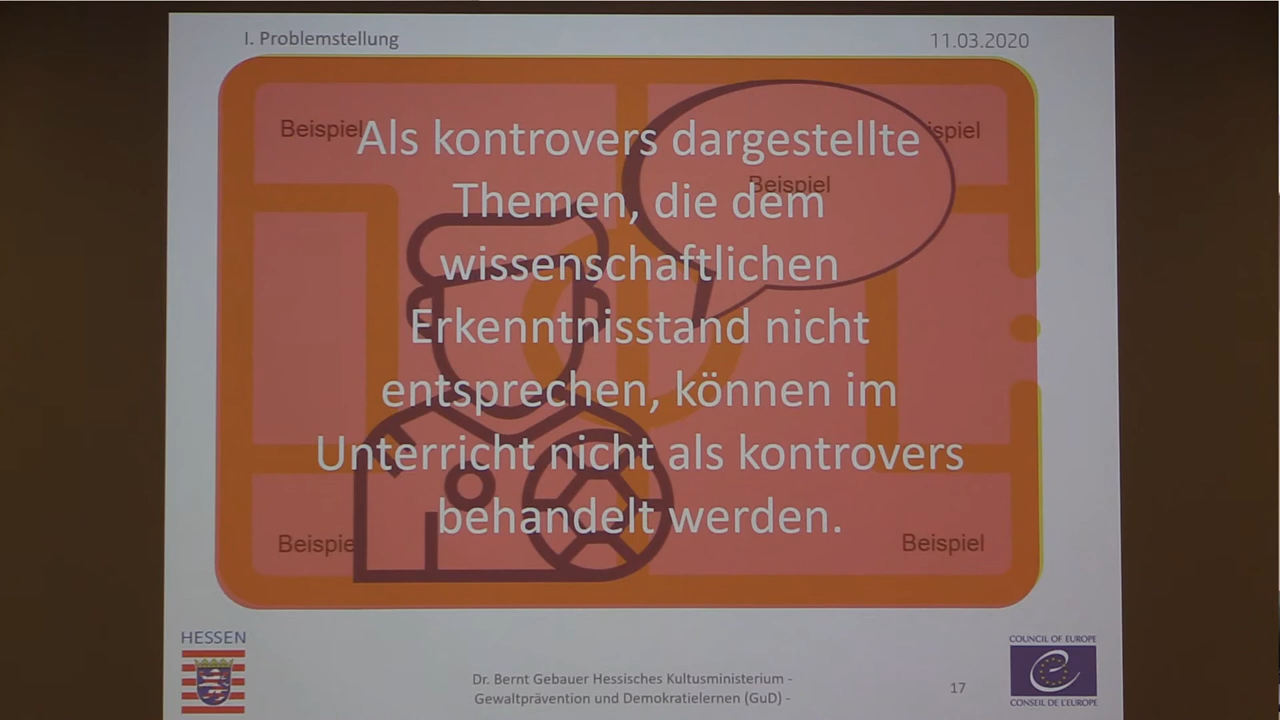 I. Problemstellung
11.03.2020
Beispiel
Beispiel
Als kontrovers dargestellte
Themen, die dem
wissenschaftlichen
Erkenntnisstand nicht
entsprechen, können im
Unterricht nicht als kontrovers
behandelt werden.
Beispiel
HESSEN
Dr. Bernt Gebauer Hessisches Kultusministerium -
Gewaltprävention und Demokratielernen (GuD) -
17
COUNCIL OF EUROPE
CONSEIL DE L'EUROPE